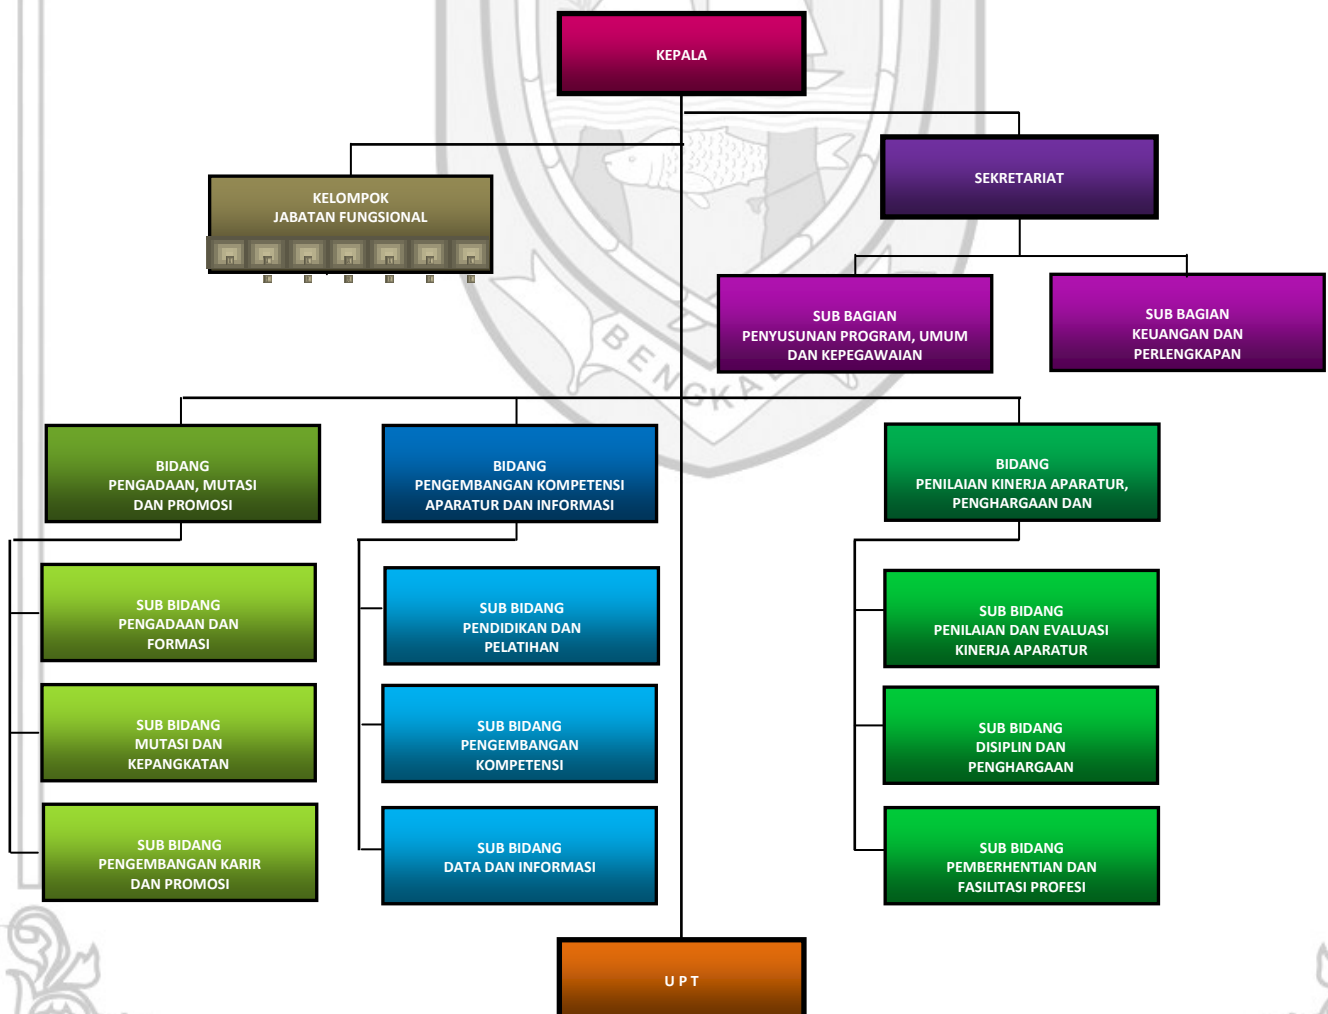 KEPALA
SEKRETARIAT
KELOMPOK
JABATAN FUNGSIONAL
SUB BAGIAN
PENYUSUNAN PROGRAM, UMUM
DAN KEPEGAWAIAN
SUB BAGIAN
KEUANGAN DAN
PERLENGKAPAN
BENGKAL
BIDANG
PENGADAAN, MUTASI
DAN PROMOSI
BIDANG
PENGEMBANGAN KOMPETENSI
APARATUR DAN INFORMASI
BIDANG
PENILAIAN KINERJA APARATUR,
PENGHARGAAN DAN
SUB BIDANG
PENGADAAN DAN
FORMASI
SUB BIDANG
MUTASI DAN
KEPANGKATAN
SUB BIDANG
PENGEMBANGAN KARIR
DAN PROMOSI
SUB BIDANG
PENDIDIKAN DAN
PELATIHAN
SUB BIDANG
PENGEMBANGAN
KOMPETENSI
SUB BIDANG
DATA DAN INFORMASI
SUB BIDANG
PENILAIAN DAN EVALUASI
KINERJA APARATUR
SUB BIDANG
DISIPLIN DAN
PENGHARGAAN
SUB BIDANG
PEMBERHENTIAN DAN
FASILITASI PROFESI
U P T